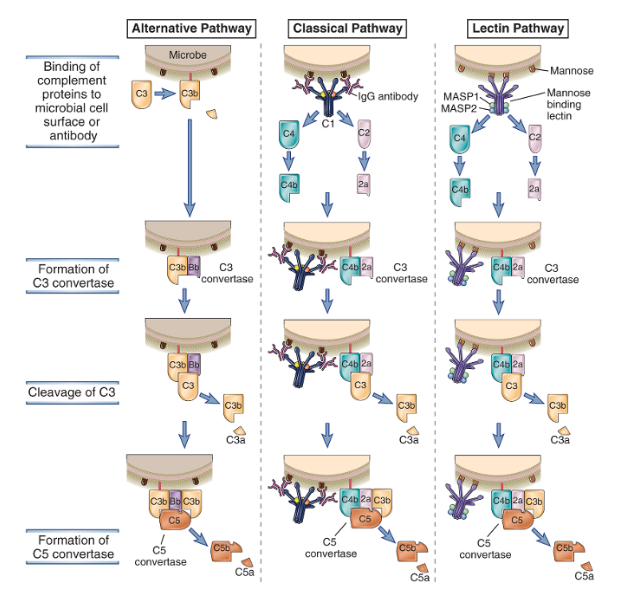 Alternative Pathway
Classical Pathway
Lectin Pathway
Binding of
complement
proteins to
microbial cell
surface or
antibody
Microbe
C3
C3b
IgG antibody
C1
C4
C2
C4b
2a
Mannose
MASP1
MASP2
Mannose
binding
lectin
C4
C2
C4b
2a
Formation of
C3 convertase
C3b
Bb
C3
convertase
C4b
2a
C3
convertase
C4b
2a
C3
convertase
Cleavage of C3
C3b
Bb
C3
C3b
C3a
C4b
2a
C3
C3b
C3a
C4b
2a
C3
C3b
C3a
Formation of
C5 convertase
C3b
Bb
C3b
C5
C5
convertase
C5b
C5a
C4b
2a
C3b
C5
C5
convertase
C5b
C5a
C4b
2a
C3b
C5
C5
convertase
C5b
C5a